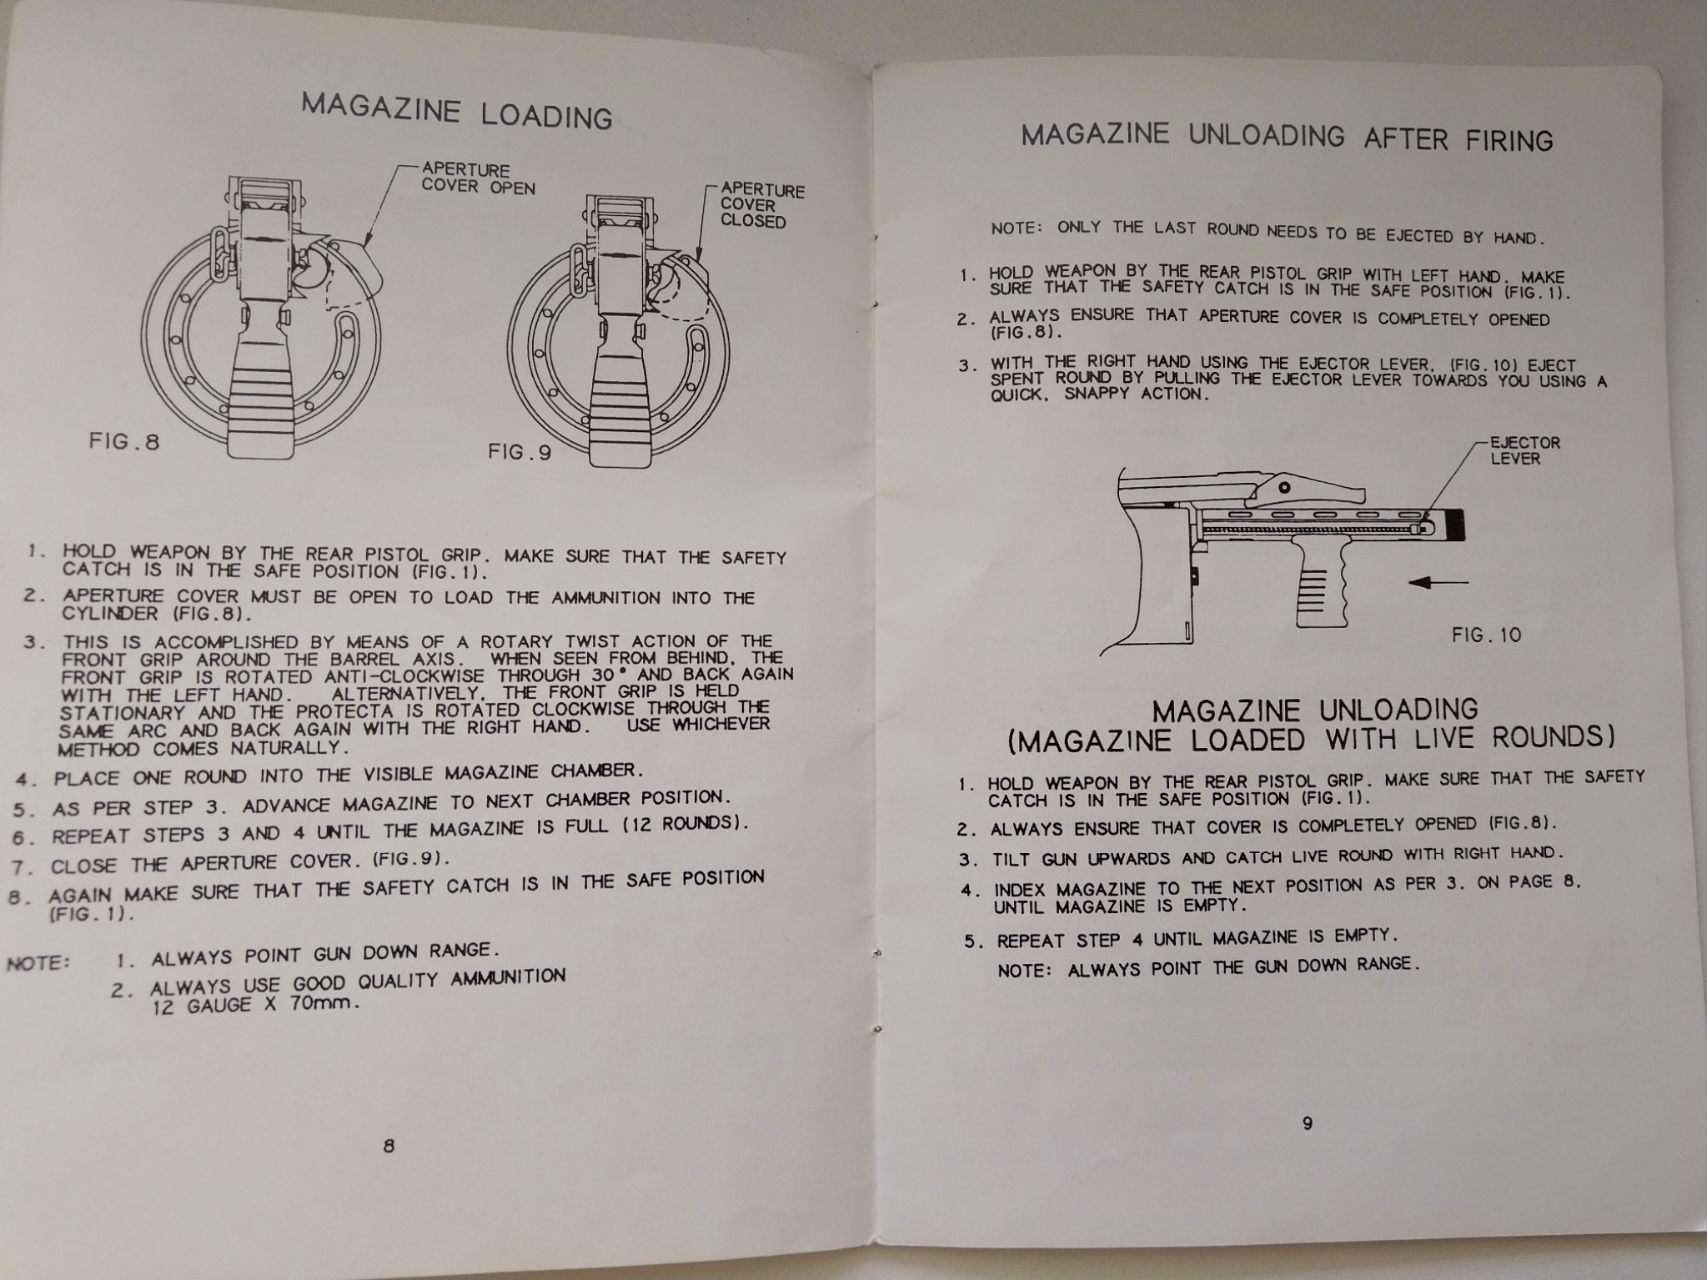 MAGAZINE LOADING
APERTURE
COVER OPEN
APERTURE
COVER
CLOSED
FIG.8
FIG.9
1. HOLD WEAPON BY THE REAR PISTOL GRIP. MAKE SURE THAT THE SAFETY
CATCH IS IN THE SAFE POSITION (FIG.1).
2. APERTURE COVER MUST BE OPEN TO LOAD THE AMMUNITION INTO THE
CYLINDER (FIG.8).
3. THIS IS ACCOMPLISHED BY MEANS OF A ROTARY TWIST ACTION OF THE
FRONT GRIP AROUND THE BARREL AXIS. WHEN SEEN FROM BEHIND, THE
FRONT GRIP IS ROTATED ANTI-CLOCKWISE THROUGH 30° AND BACK AGAIN
WITH THE LEFT HAND. ALTERNATIVELY, THE FRONT GRIP IS HELD
STATIONARY AND THE PROTECTA IS ROTATED CLOCKWISE THROUGH THE
SAME ARC AND BACK AGAIN WITH THE RIGHT HAND. USE WHICHEVER
METHOD COMES NATURALLY.
4. PLACE ONE ROUND INTO THE VISIBLE MAGAZINE CHAMBER.
5. AS PER STEP 3. ADVANCE MAGAZINE TO NEXT CHAMBER POSITION.
6. REPEAT STEPS 3 AND 4 UNTIL THE MAGAZINE IS FULL (12 ROUNDS).
7. CLOSE THE APERTURE COVER. (FIG.9).
8. AGAIN MAKE SURE THAT THE SAFETY CATCH IS IN THE SAFE POSITION
(FIG.1).
NOTE: 1. ALWAYS POINT GUN DOWN RANGE.
2. ALWAYS USE GOOD QUALITY AMMUNITION
12 GAUGE X 70mm.
8
MAGAZINE UNLOADING AFTER FIRING
NOTE: ONLY THE LAST ROUND NEEDS TO BE EJECTED BY HAND.
1. HOLD WEAPON BY THE REAR PISTOL GRIP WITH LEFT HAND. MAKE
SURE THAT THE SAFETY CATCH IS IN THE SAFE POSITION (FIG.1).
2. ALWAYS ENSURE THAT APERTURE COVER IS COMPLETELY OPENED
(FIG.8).
3. WITH THE RIGHT HAND USING THE EJECTOR LEVER, (FIG.10) EJECT
SPENT ROUND BY PULLING THE EJECTOR LEVER TOWARDS YOU USING A
QUICK, SNAPPY ACTION.
EJECTOR
LEVER
FIG.10
MAGAZINE UNLOADING
(MAGAZINE LOADED WITH LIVE ROUNDS)
1. HOLD WEAPON BY THE REAR PISTOL GRIP. MAKE SURE THAT THE SAFETY
CATCH IS IN THE SAFE POSITION (FIG.1).
2. ALWAYS ENSURE THAT COVER IS COMPLETELY OPENED (FIG.8).
3. TILT GUN UPWARDS AND CATCH LIVE ROUND WITH RIGHT HAND.
4. INDEX MAGAZINE TO THE NEXT POSITION AS PER 3. ON PAGE 8,
UNTIL MAGAZINE IS EMPTY.
5. REPEAT STEP 4 UNTIL MAGAZINE IS EMPTY.
NOTE: ALWAYS POINT THE GUN DOWN RANGE.
9